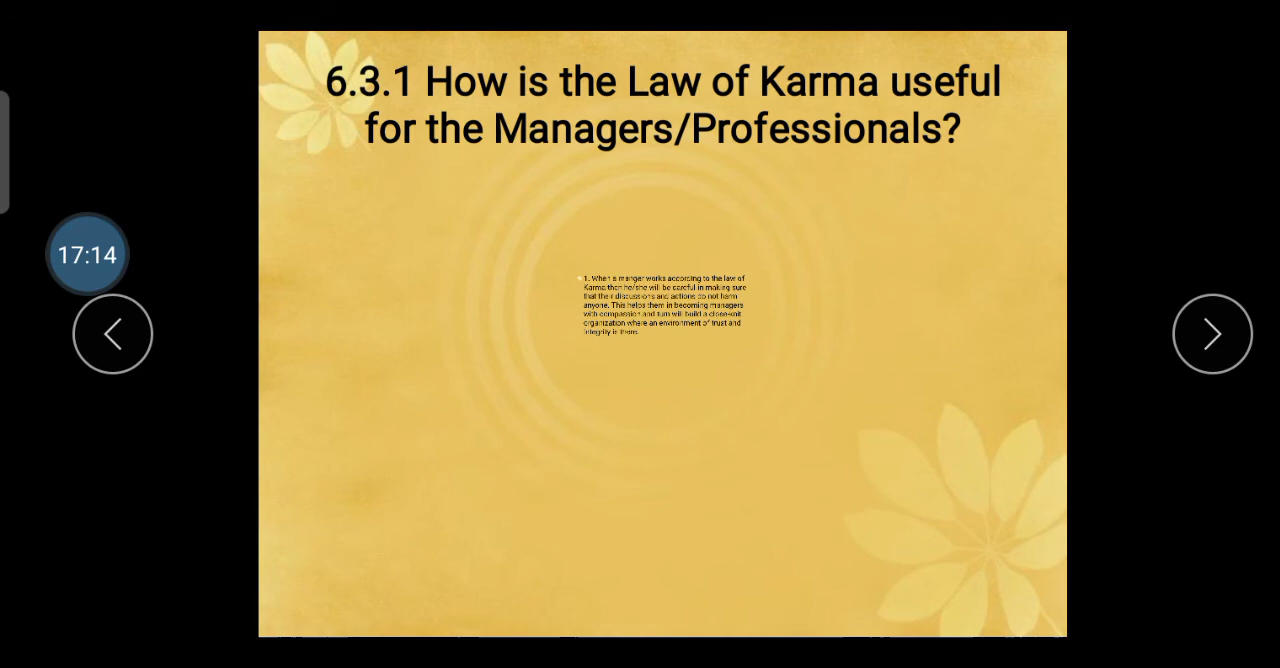 6.3.1 How is the Law of Karma useful
for the Managers/Professionals?
17:14
1. When a manger works according to the law of
Karma then he/she will be careful in making sure
that their discussions and actions do not harm
anyone. This helps them in becoming managers
with compassion and turn will build a close-knit
organization where an environment of trust and
integrity is there.